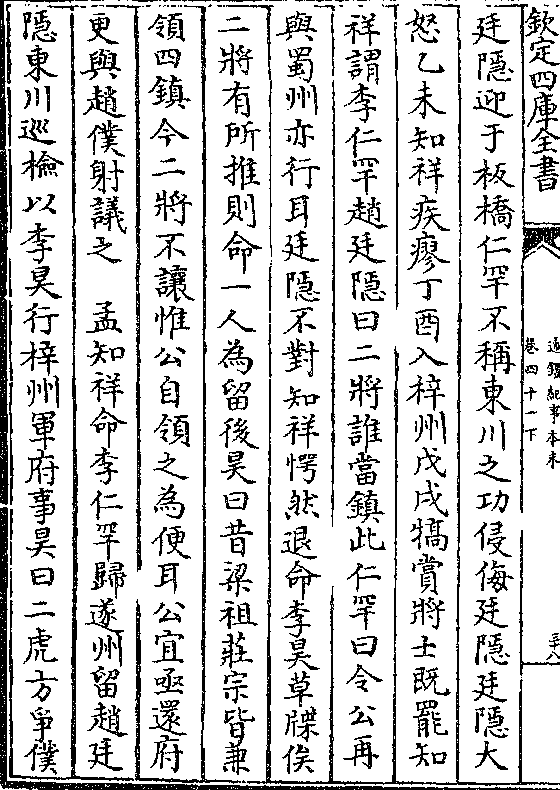 欽定四庫全書
通鑑紀事本末
卷四十一下
三十八
廷隱迎于板橋仁罕不稱東川之功侵侮廷隱廷隱大
怒乙未知祥疾瘳丁酉入梓州戊戌犒賞將士既罷知
祥謂李仁罕趙廷隱曰二將誰當鎮此仁罕曰令公再
與蜀州亦行耳廷隱不對知祥愕然退命李昊草牒俟
二將有所推則命一人為留後昊曰昔梁祖莊宗皆兼
領四鎮今二將不讓惟公自領之為便耳公宜亟還府
更與趙僕射議之　孟知祥命李仁罕歸遂州留趙廷
隱東川巡檢以李昊行梓州軍府事昊曰二虎方爭僕